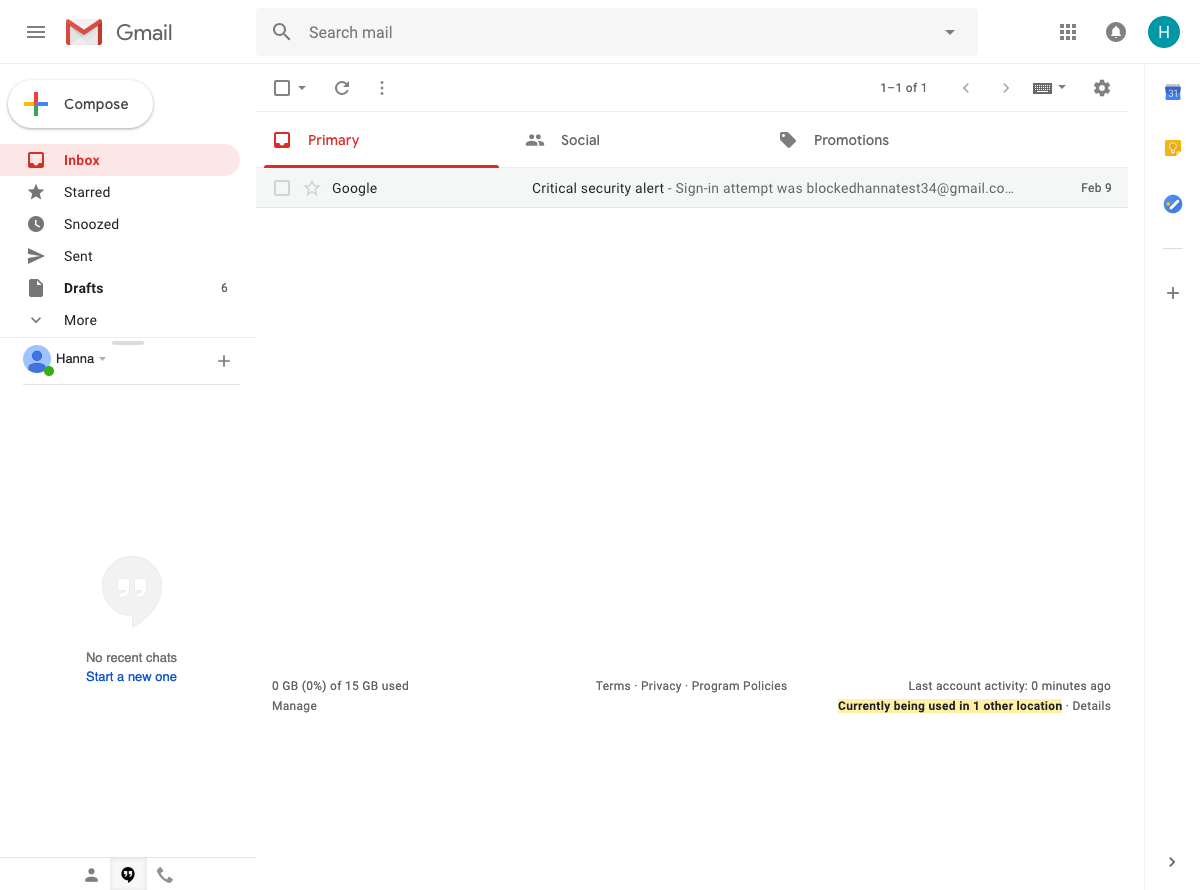 Gmail
Search mail
H
Compose
1–1 of 1
31
Inbox
Starred
Snoozed
Sent
Drafts 6
More
Primary
Social
Promotions
Google Critical security alert - Sign-in attempt was blockedhannatest34@gmail.co… Feb 9
Hanna
No recent chats
Start a new one
0 GB (0%) of 15 GB used
Manage
Terms · Privacy · Program Policies
Last account activity: 0 minutes ago
Currently being used in 1 other location · Details